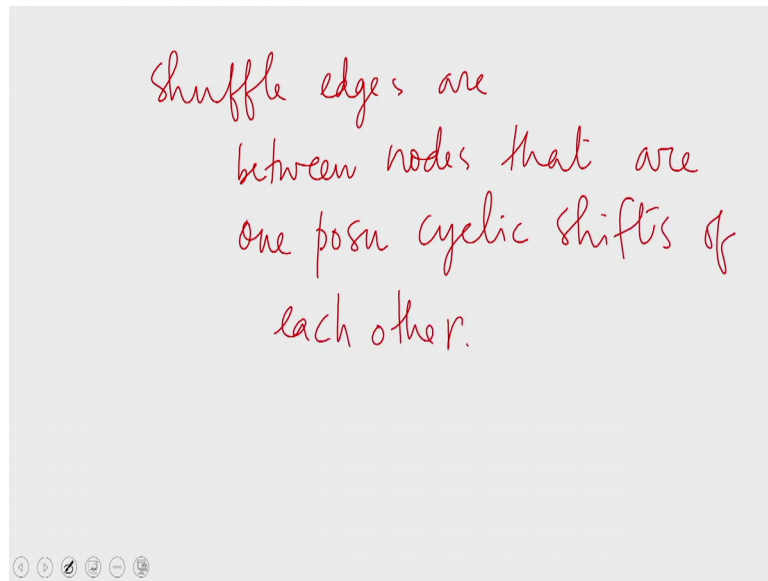 Shuffle edges are
between nodes that are
one posn cyclic shifts of
each other.